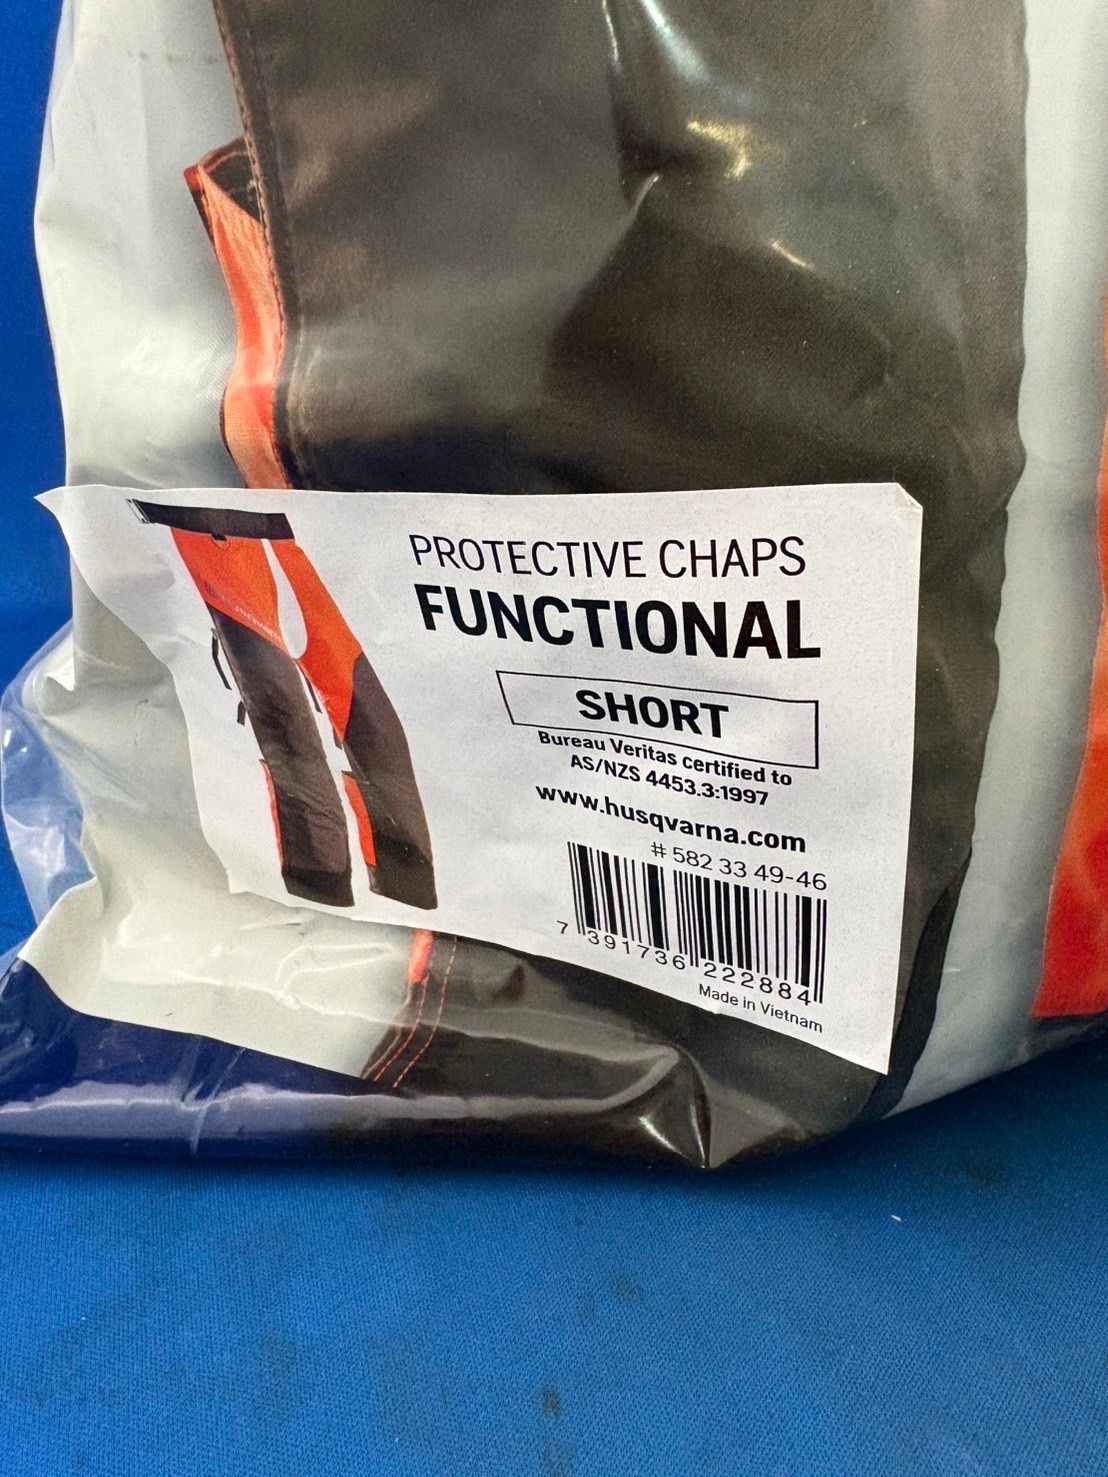 PROTECTIVE CHAPS
FUNCTIONAL
SHORT
Bureau Veritas certified to
AS/NZS 4453.3:1997
www.husqvarna.com
# 582 33 49-46
7 391736 222884
Made in Vietnam